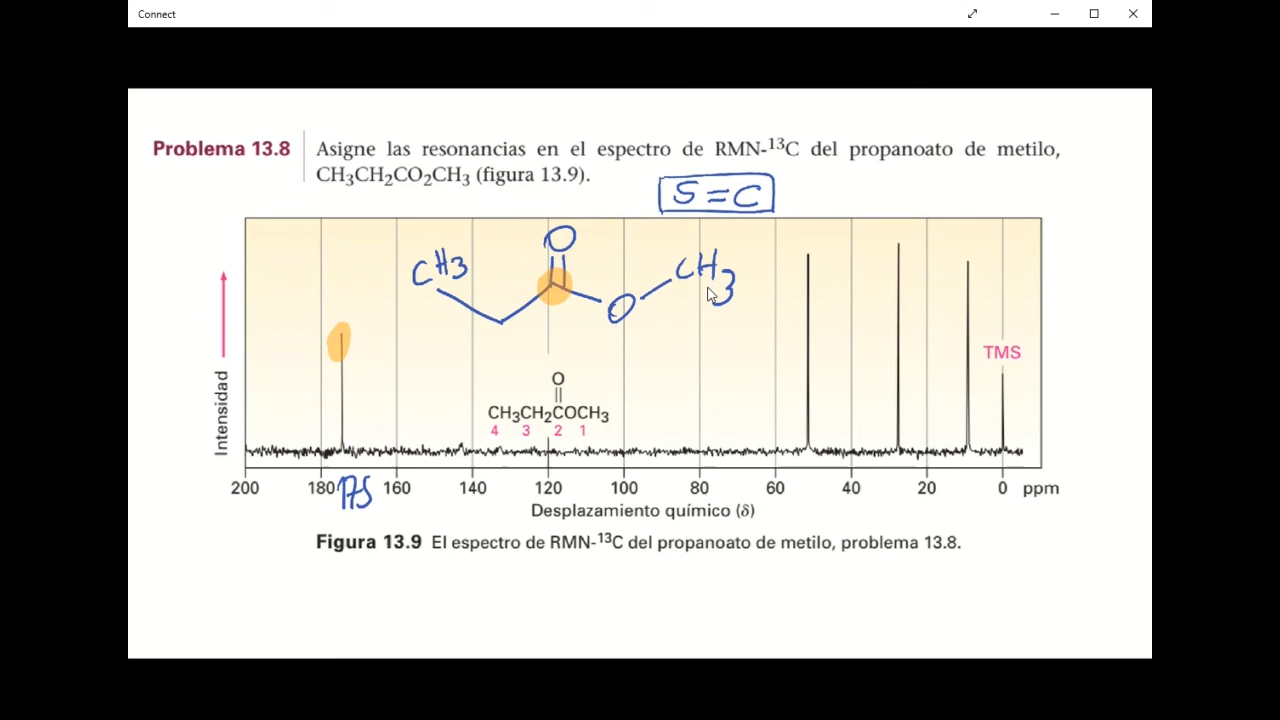 Connect
Problema 13.8 Asigne las resonancias en el espectro de RMN-¹³C del propanoato de metilo,
CH₃CH₂CO₂CH₃ (figura 13.9).
S = C
O
CH3
CH3
O
TMS
O
||
CH₃CH₂COCH₃
4 3 2 1
Intensidad
200 180 175 160 140 120 100 80 60 40 20 0 ppm
Desplazamiento químico (δ)
Figura 13.9 El espectro de RMN-¹³C del propanoato de metilo, problema 13.8.